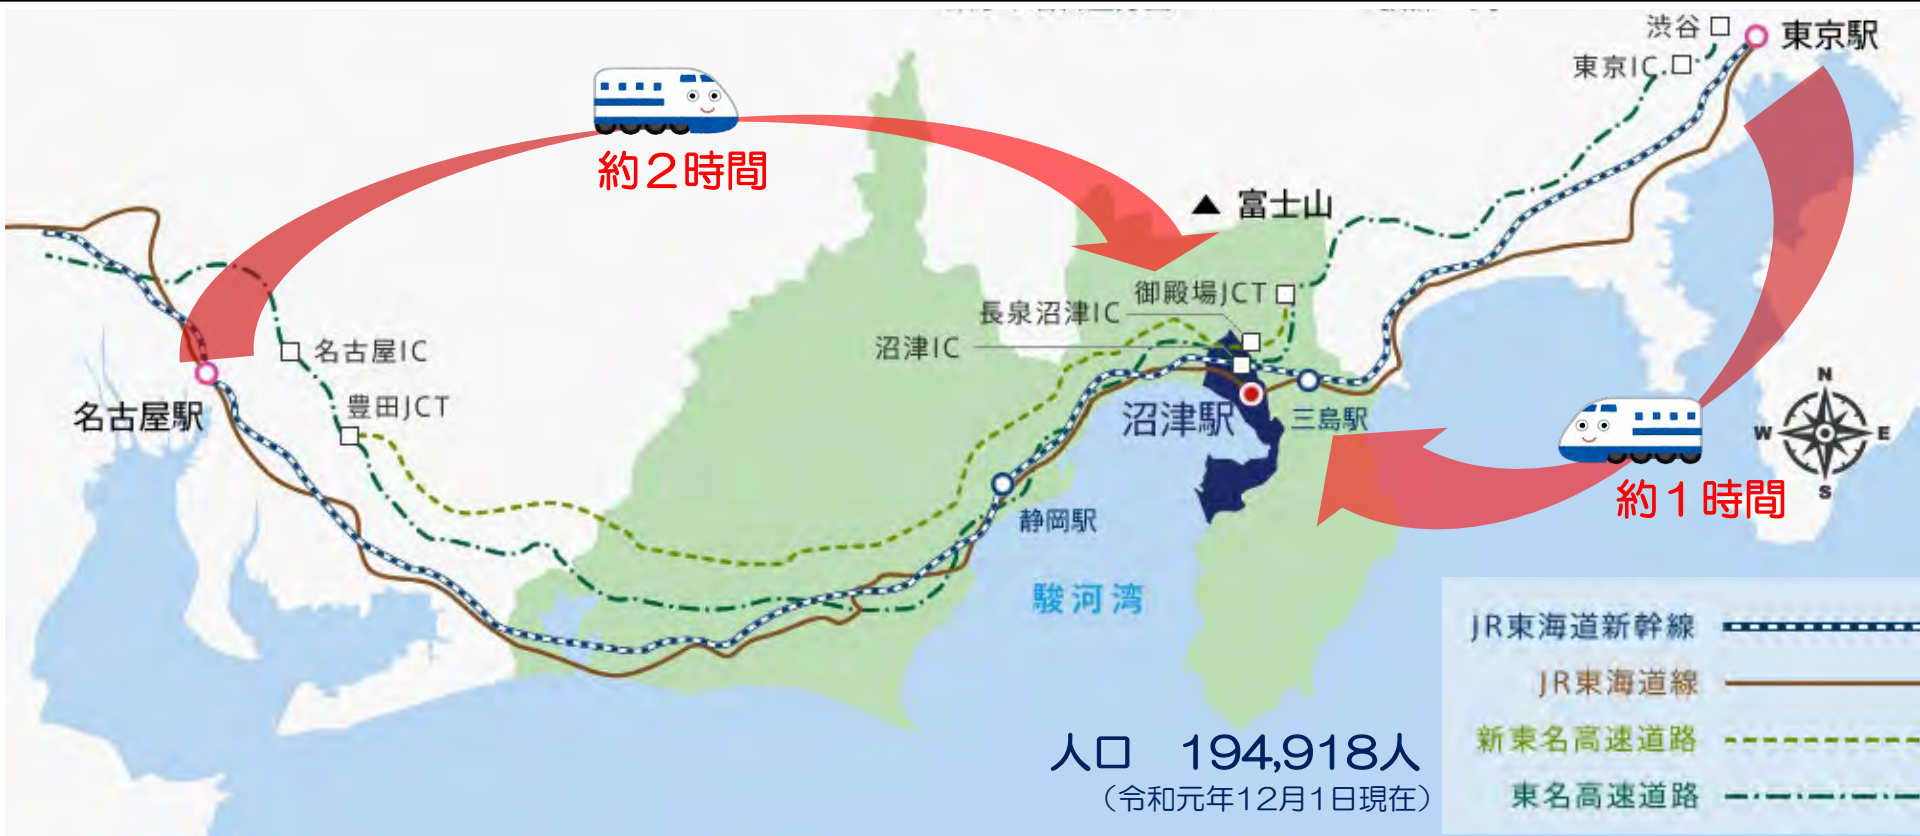 渋谷
東京駅
東京IC
約2時間
富士山
御殿場JCT
長泉沼津IC
沼津IC
名古屋IC
豊田JCT
名古屋駅
沼津駅
三島駅
N
W
E
S
約1時間
静岡駅
駿河湾
JR東海道新幹線
JR東海道線
新東名高速道路
東名高速道路
人口　194,918人
（令和元年12月1日現在）